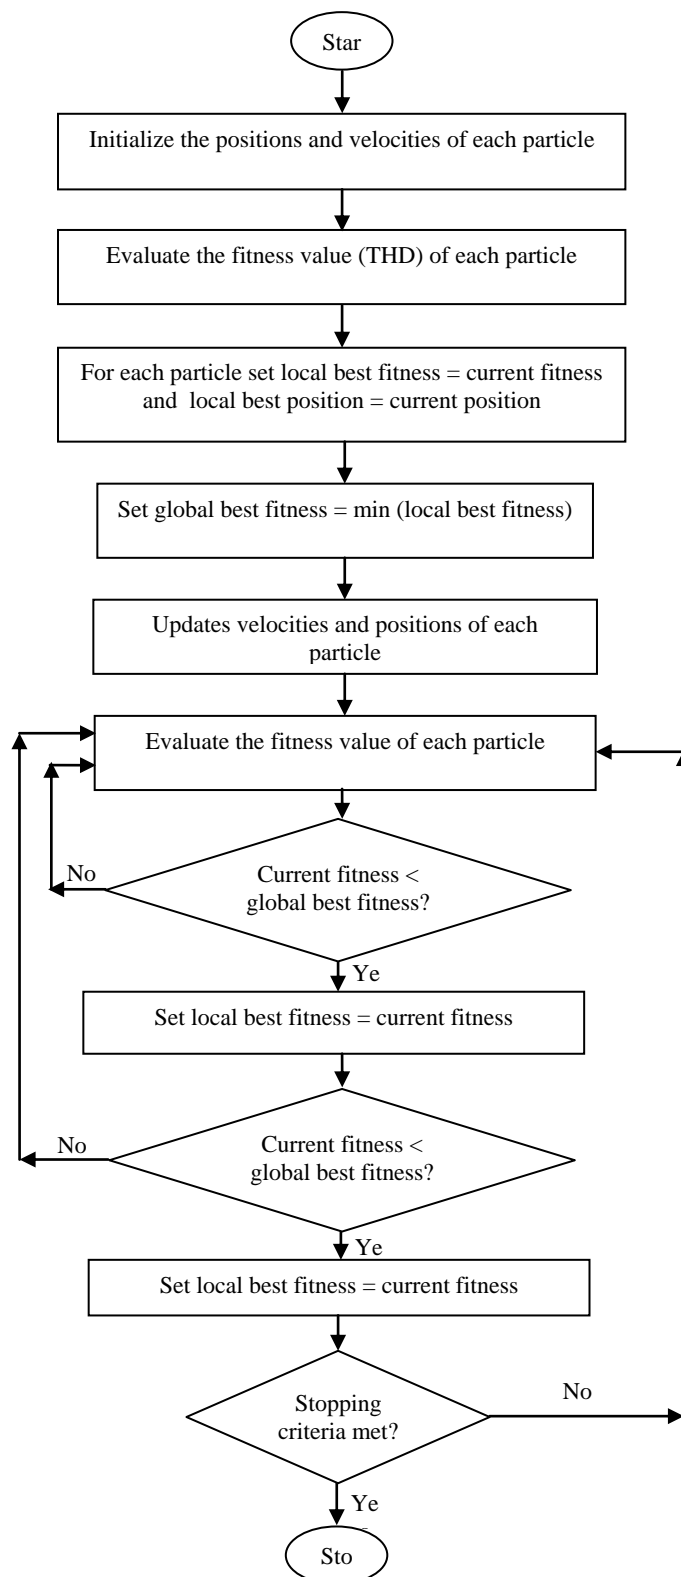 Star
Initialize the positions and velocities of each particle
Evaluate the fitness value (THD) of each particle
For each particle set local best fitness = current fitness
and local best position = current position
Set global best fitness = min (local best fitness)
Updates velocities and positions of each
particle
Evaluate the fitness value of each particle
No
Current fitness <
global best fitness?
Ye
Set local best fitness = current fitness
No
Current fitness <
global best fitness?
Ye
Set local best fitness = current fitness
No
Stopping
criteria met?
Ye
Sto